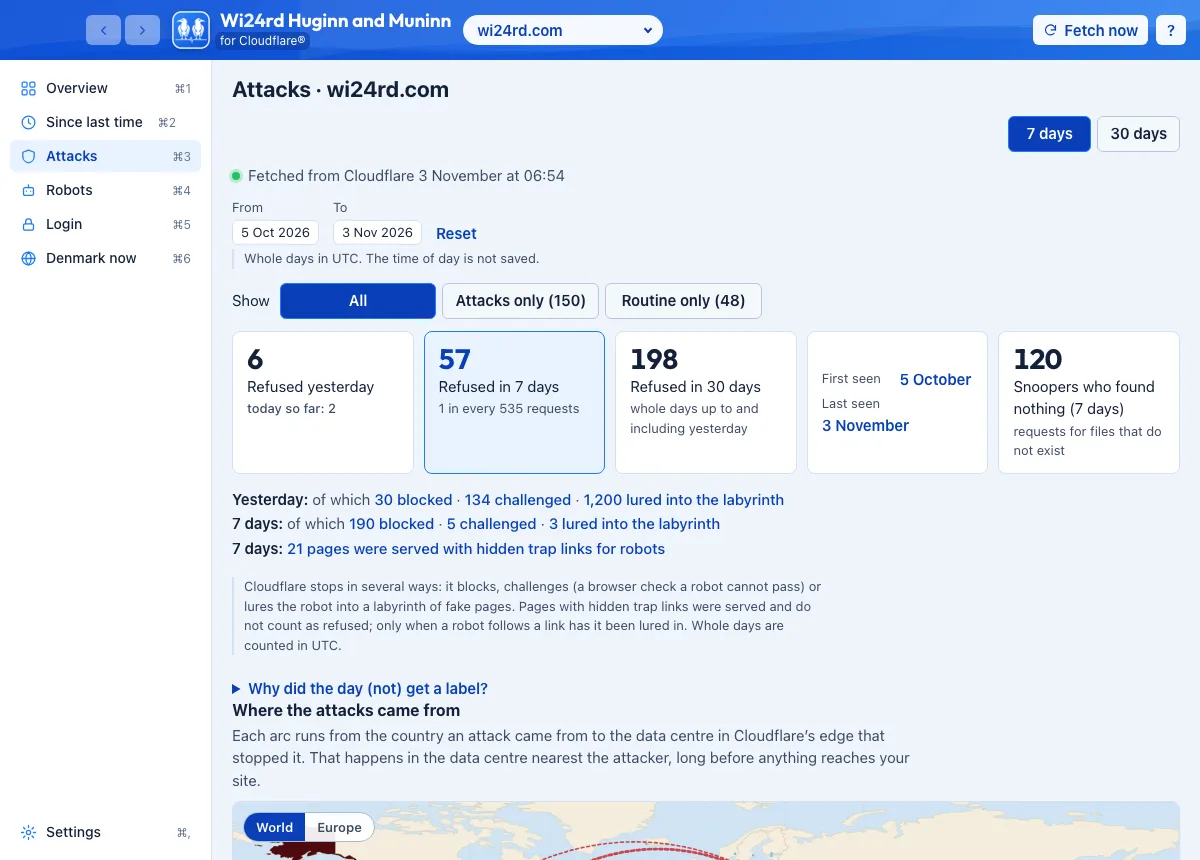 Wi24rd Huginn and Muninn
for Cloudflare®
wi24rd.com
Fetch now
?
Overview ⌘1
Since last time ⌘2
Attacks ⌘3
Robots ⌘4
Login ⌘5
Denmark now ⌘6
Settings ⌘,
Attacks · wi24rd.com
7 days
30 days
Fetched from Cloudflare 3 November at 06:54
From To
5 Oct 2026 3 Nov 2026 Reset
Whole days in UTC. The time of day is not saved.
Show All Attacks only (150) Routine only (48)
6
Refused yesterday
today so far: 2
57
Refused in 7 days
1 in every 535 requests
198
Refused in 30 days
whole days up to and
including yesterday
First seen 5 October
Last seen
3 November
120
Snoopers who found
nothing (7 days)
requests for files that do
not exist
Yesterday: of which 30 blocked · 134 challenged · 1,200 lured into the labyrinth
7 days: of which 190 blocked · 5 challenged · 3 lured into the labyrinth
7 days: 21 pages were served with hidden trap links for robots
Cloudflare stops in several ways: it blocks, challenges (a browser check a robot cannot pass) or
lures the robot into a labyrinth of fake pages. Pages with hidden trap links were served and do
not count as refused; only when a robot follows a link has it been lured in. Whole days are
counted in UTC.
Why did the day (not) get a label?
Where the attacks came from
Each arc runs from the country an attack came from to the data centre in Cloudflare’s edge that
stopped it. That happens in the data centre nearest the attacker, long before anything reaches your
site.
World Europe